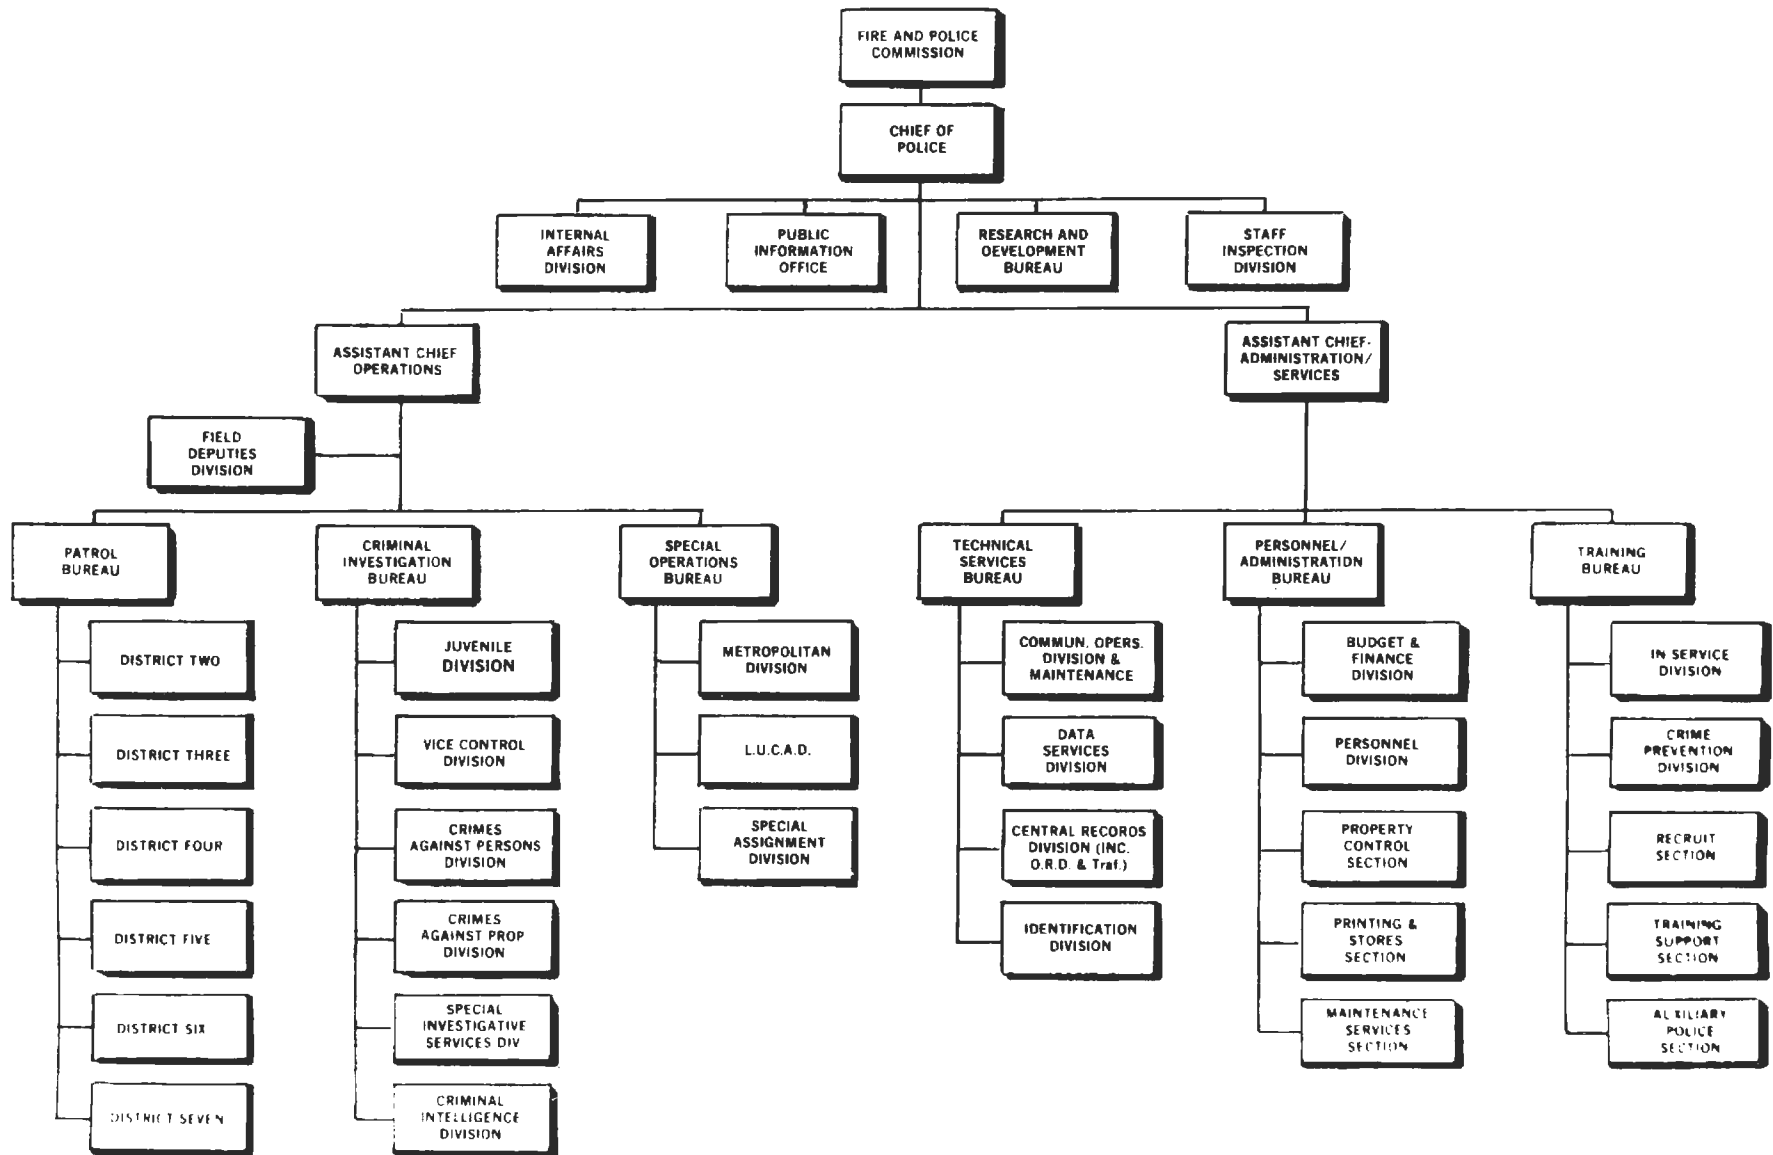 FIRE AND POLICE
COMMISSION
CHIEF OF
POLICE
INTERNAL
AFFAIRS
DIVISION
PUBLIC
INFORMATION
OFFICE
RESEARCH AND
DEVELOPMENT
BUREAU
STAFF
INSPECTION
DIVISION
ASSISTANT CHIEF
OPERATIONS
ASSISTANT CHIEF-
ADMINISTRATION/
SERVICES
FIELD
DEPUTIES
DIVISION
PATROL
BUREAU
CRIMINAL
INVESTIGATION
BUREAU
SPECIAL
OPERATIONS
BUREAU
TECHNICAL
SERVICES
BUREAU
PERSONNEL/
ADMINISTRATION
BUREAU
TRAINING
BUREAU
DISTRICT TWO
DISTRICT THREE
DISTRICT FOUR
DISTRICT FIVE
DISTRICT SIX
DISTRICT SEVEN
JUVENILE
DIVISION
VICE CONTROL
DIVISION
CRIMES
AGAINST PERSONS
DIVISION
CRIMES
AGAINST PROP
DIVISION
SPECIAL
INVESTIGATIVE
SERVICES DIV
CRIMINAL
INTELLIGENCE
DIVISION
METROPOLITAN
DIVISION
L.U.C.A.D.
SPECIAL
ASSIGNMENT
DIVISION
COMMUN. OPERS.
DIVISION &
MAINTENANCE
DATA
SERVICES
DIVISION
CENTRAL RECORDS
DIVISION (INC.
O.R.D. & Traf.)
IDENTIFICATION
DIVISION
BUDGET &
FINANCE
DIVISION
PERSONNEL
DIVISION
PROPERTY
CONTROL
SECTION
PRINTING &
STORES
SECTION
MAINTENANCE
SERVICES
SECTION
IN SERVICE
DIVISION
CRIME
PREVENTION
DIVISION
RECRUIT
SECTION
TRAINING
SUPPORT
SECTION
AUXILIARY
POLICE
SECTION